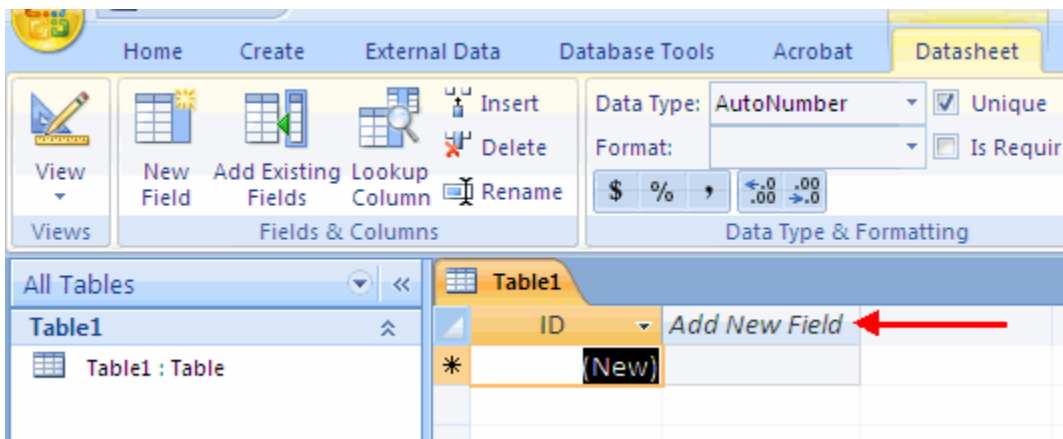 Home Create External Data Database Tools Acrobat Datasheet
View
New Field
Add Existing Fields
Lookup Column
Insert
Delete
Rename
Data Type: AutoNumber
Format:
$ % , .0 .00 .00 .0
Unique
Is Requir
Views Fields & Columns Data Type & Formatting
All Tables
Table1
Table1 : Table
Table1
ID Add New Field
* (New)